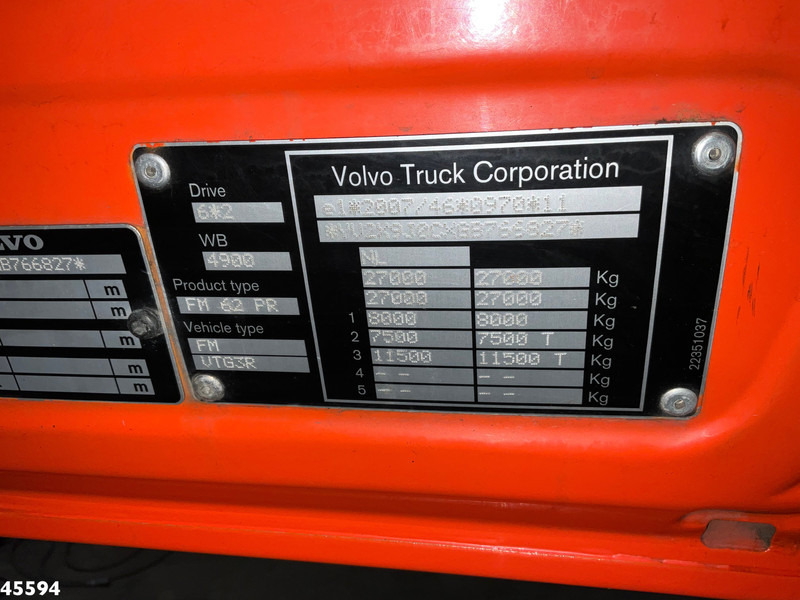 Volvo Truck Corporation
Drive
6*2
e1*2007/46*0970*11
WB
4900
NL
Product type
FM 62 PR
27000 27000 Kg
27000 27000 Kg
Vehicle type
FM
VTG3R
1 8000 8000 Kg
2 7500 7500 T Kg
3 11500 11500 T Kg
4 -- -- Kg
5 -- -- Kg
22351037
LVO
B766827*
m
m
m
m
45594